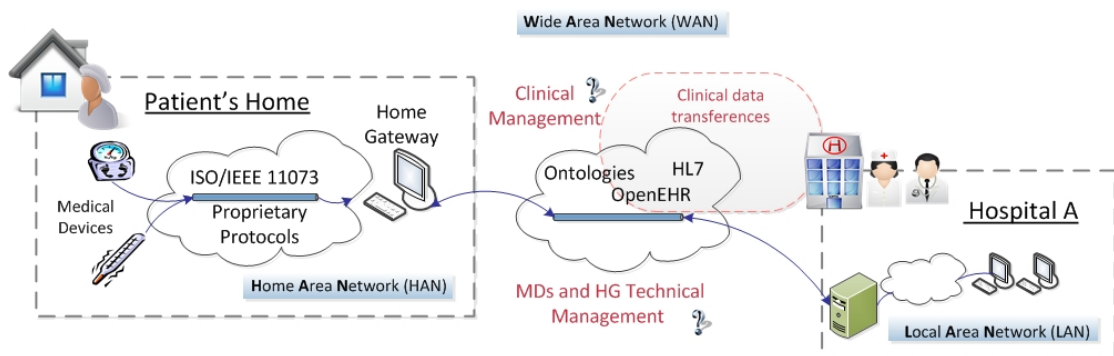 Wide Area Network (WAN)
Patient's Home
Home
Gateway
ISO/IEEE 11073
Proprietary
Protocols
Medical
Devices
Home Area Network (HAN)
Clinical
Management
?
Clinical data
transferences
Ontologies
HL7
OpenEHR
MDs and HG Technical
Management
?
H
Hospital A
Local Area Network (LAN)